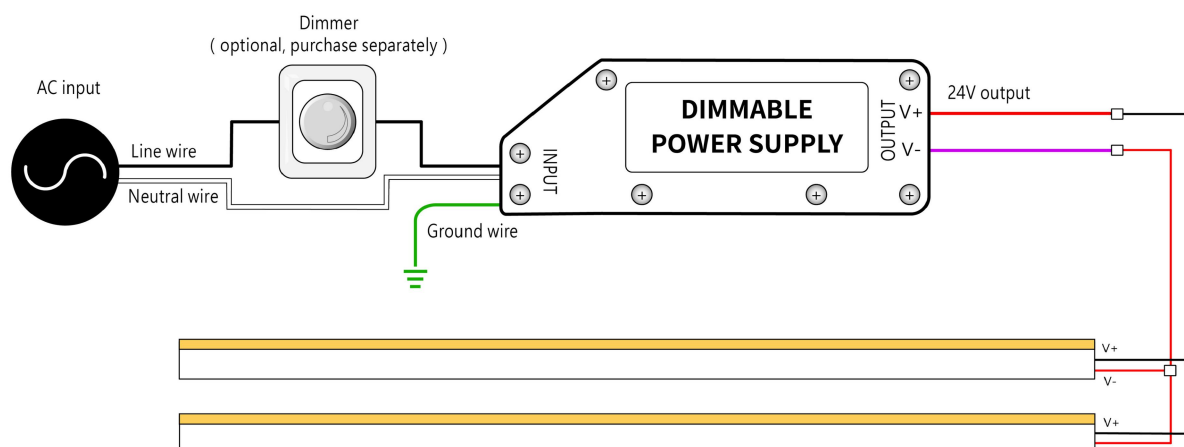 Dimmer
( optional, purchase separately )
AC input
Line wire
Neutral wire
Ground wire
INPUT
DIMMABLE
POWER SUPPLY
OUTPUT
V+
V-
24V output
V+
V-
V+